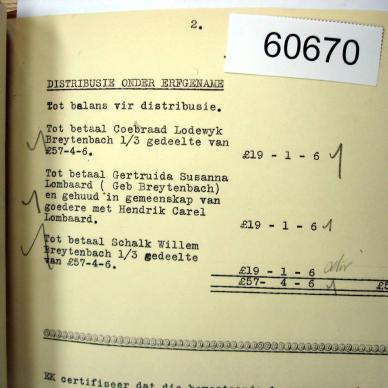 2.
60670
DISTRIBUSIE ONDER ERFGENAME
Tot balans vir distribusie.
Tot betaal Coebraad Lodewyk
Breytenbach 1/3 gedeelte van
£57-4-6. £19 - 1 - 6
Tot betaal Gertruida Susanna
Lombaard ( Geb Breytenbach)
en gehuud in gemeenskap van
goedere met Hendrik Carel
Lombaard. £19 - 1 - 6
Tot betaal Schalk Willem
Breytenbach 1/3 gedeelte
van £57-4-6. £19 - 1 - 6
£57- 4 - 6
EK certifiseer dat die